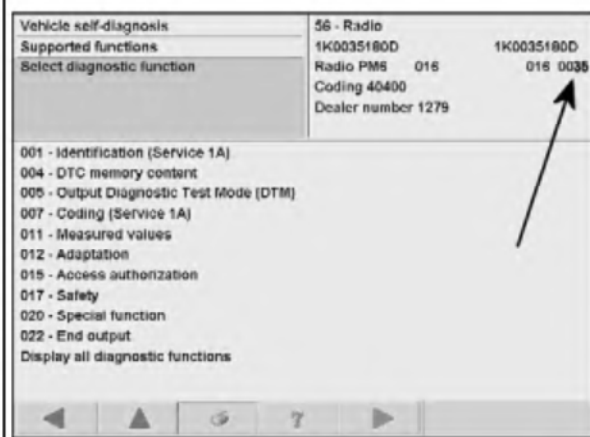 Vehicle self-diagnosis
Supported functions
Select diagnostic function
56 - Radio
1K0035180D 1K0035180D
Radio PM6 016 016 0035
Coding 40400
Dealer number 1279
001 - Identification (Service 1A)
004 - DTC memory content
005 - Output Diagnostic Test Mode (DTM)
007 - Coding (Service 1A)
011 - Measured values
012 - Adaptation
015 - Access authorization
017 - Safety
020 - Special function
022 - End output
Display all diagnostic functions
?